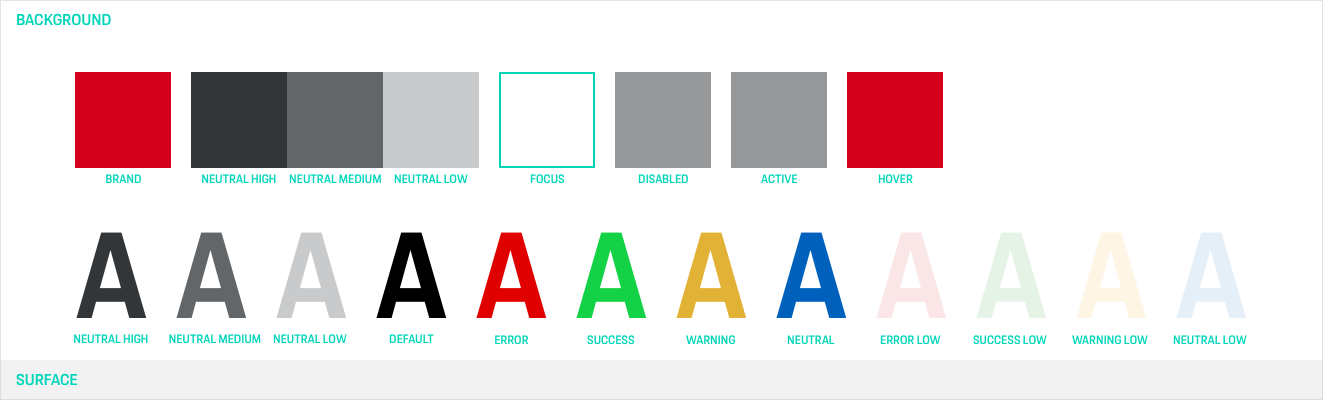 BACKGROUND
BRAND NEUTRAL HIGH NEUTRAL MEDIUM NEUTRAL LOW FOCUS DISABLED ACTIVE HOVER
A A A A A A A A A A A A
NEUTRAL HIGH NEUTRAL MEDIUM NEUTRAL LOW DEFAULT ERROR SUCCESS WARNING NEUTRAL ERROR LOW SUCCESS LOW WARNING LOW NEUTRAL LOW
SURFACE